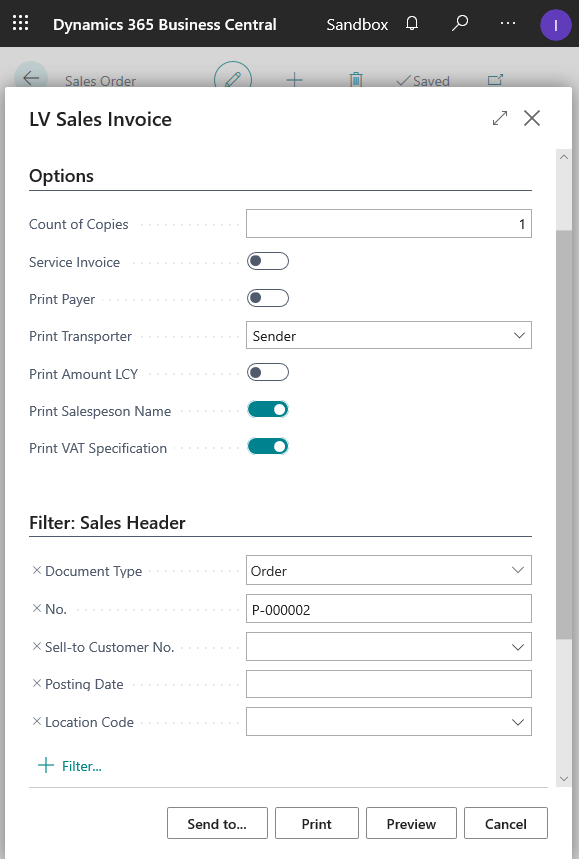 Dynamics 365 Business Central Sandbox I
Sales Order Saved
LV Sales Invoice
Options
Count of Copies 1
Service Invoice
Print Payer
Print Transporter Sender
Print Amount LCY
Print Salespeson Name
Print VAT Specification
Filter: Sales Header
Document Type Order
No. P-000002
Sell-to Customer No.
Posting Date
Location Code
Filter...
Send to... Print Preview Cancel